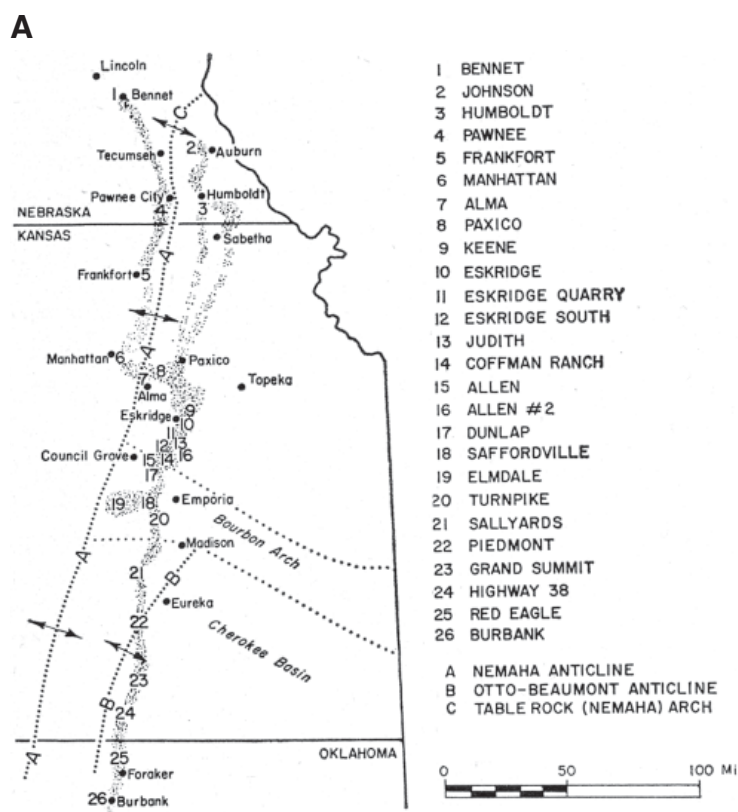 A
Lincoln
1 Bennet
C
2 Auburn
Tecumseh
Pawnee City
Humboldt
4 3
NEBRASKA
KANSAS
Sabetha
A
Frankfort 5
A
Manhattan 6
Paxico
8
7
Topeka
Alma
9
Eskridge 10
11
12 13
Council Grove 15 14 16
17
19 18 Emporia
20
Bourbon Arch
A
Madison
21
B
Eureka
22
Cherokee Basin
23
B
24
A
OKLAHOMA
25
Foraker
26 Burbank
1 BENNET
2 JOHNSON
3 HUMBOLDT
4 PAWNEE
5 FRANKFORT
6 MANHATTAN
7 ALMA
8 PAXICO
9 KEENE
10 ESKRIDGE
11 ESKRIDGE QUARRY
12 ESKRIDGE SOUTH
13 JUDITH
14 COFFMAN RANCH
15 ALLEN
16 ALLEN #2
17 DUNLAP
18 SAFFORDVILLE
19 ELMDALE
20 TURNPIKE
21 SALLYARDS
22 PIEDMONT
23 GRAND SUMMIT
24 HIGHWAY 38
25 RED EAGLE
26 BURBANK
A NEMAHA ANTICLINE
B OTTO-BEAUMONT ANTICLINE
C TABLE ROCK (NEMAHA) ARCH
0 50 100 Mi